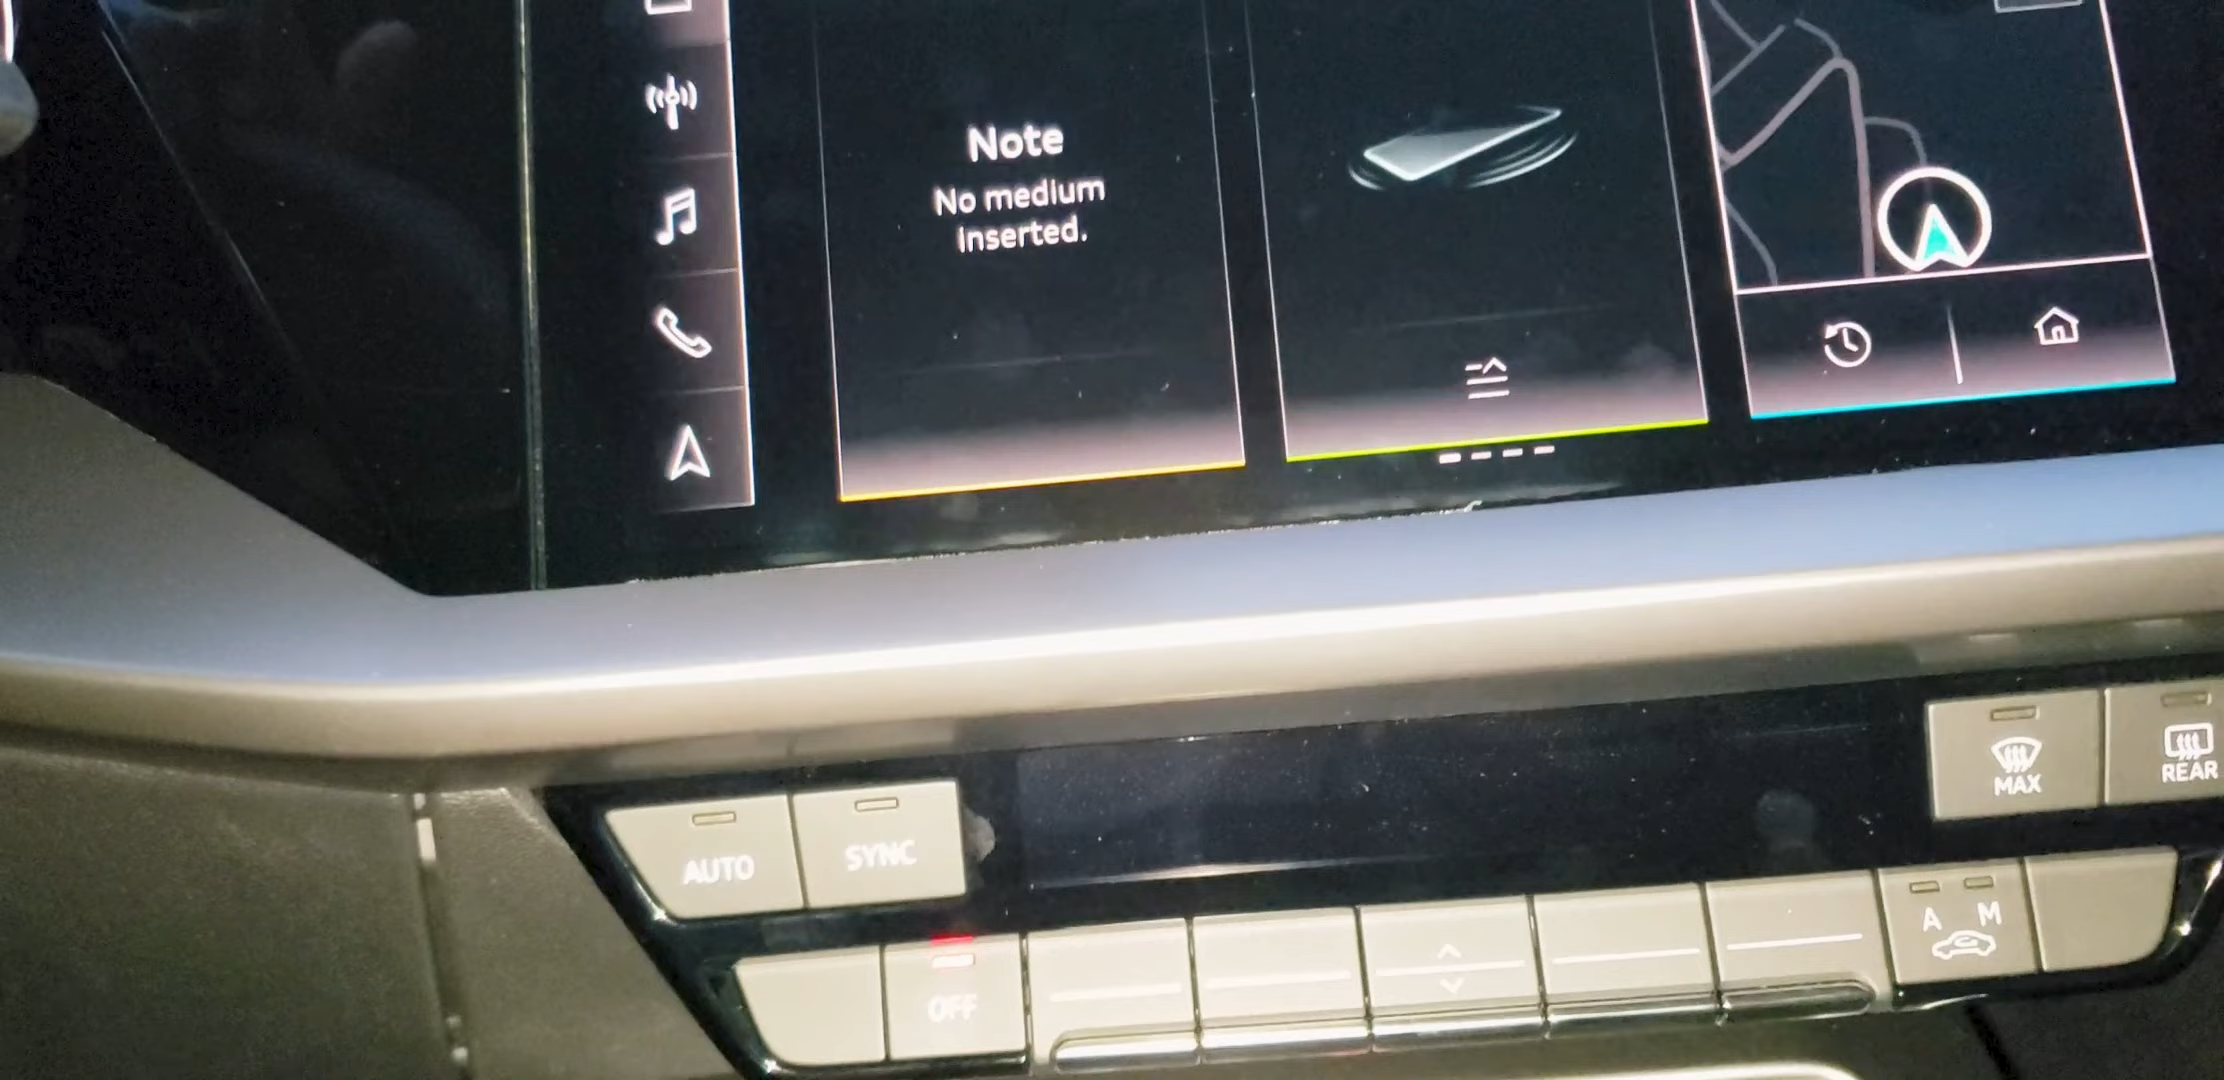 Note
No medium
inserted.
MAX
REAR
AUTO
SYNC
A M
OFF